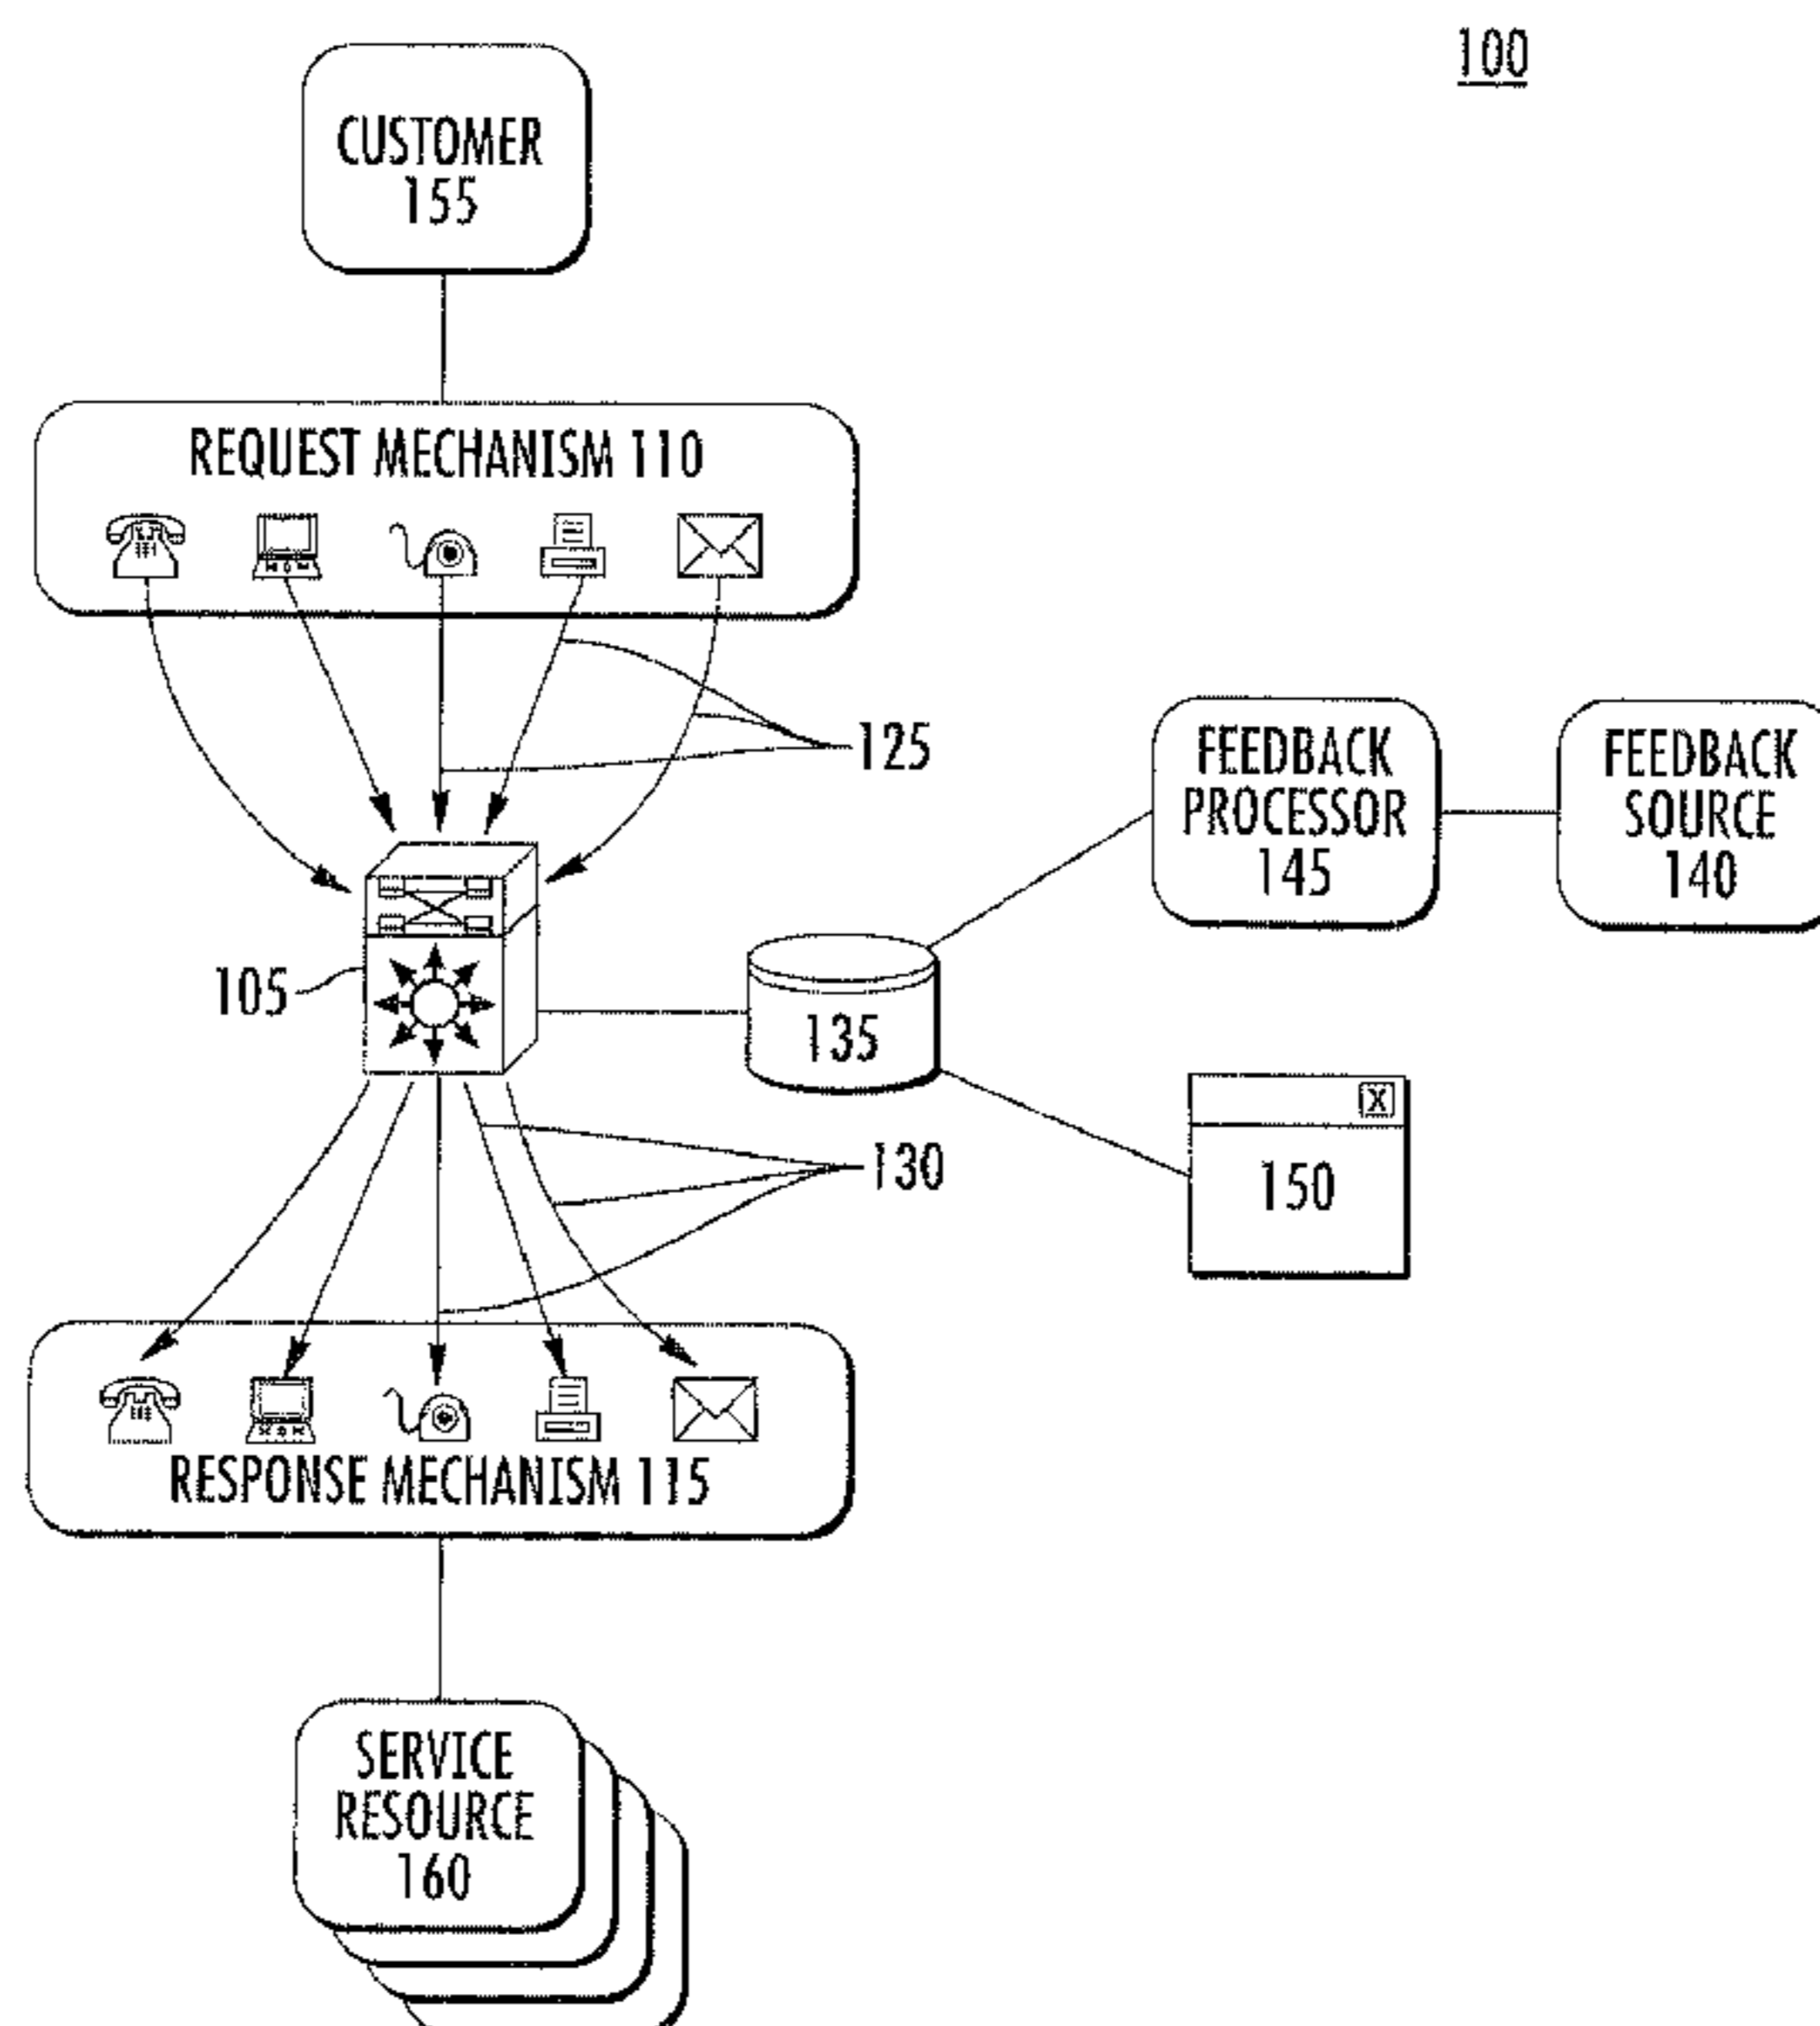 100
CUSTOMER
155
REQUEST MECHANISM 110
125
FEEDBACK
PROCESSOR
145
FEEDBACK
SOURCE
140
105
135
X
150
130
RESPONSE MECHANISM 115
SERVICE
RESOURCE
160